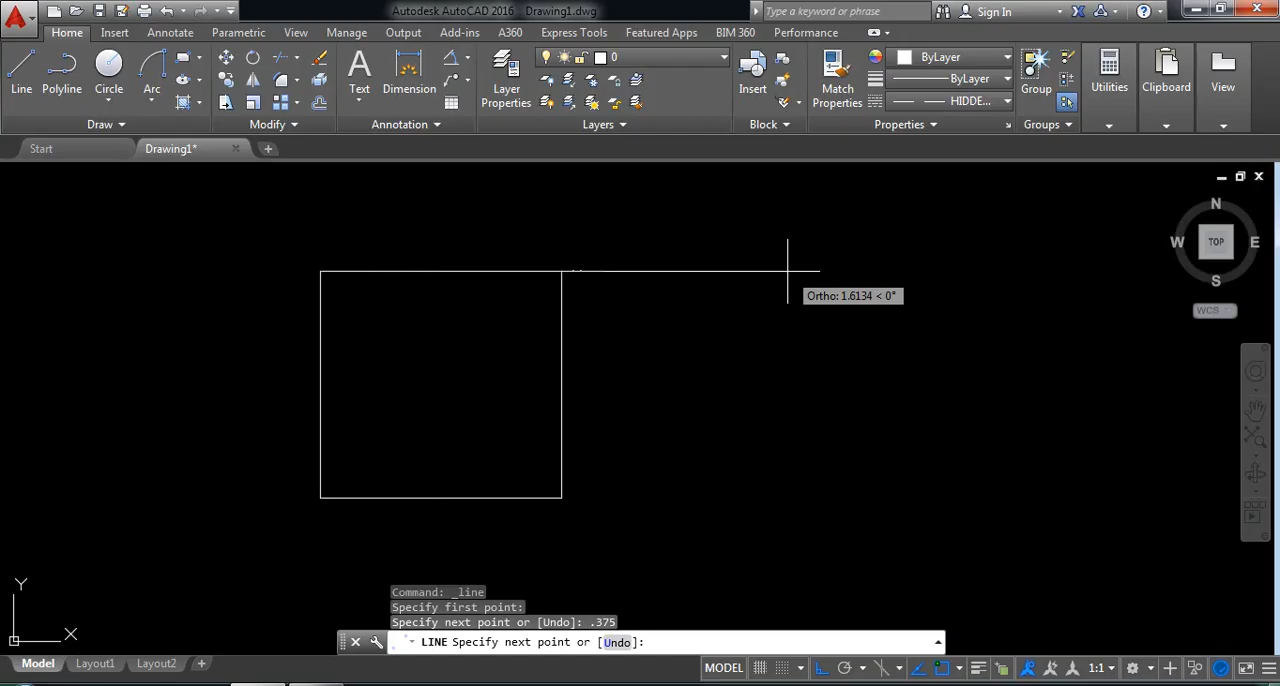 Autodesk AutoCAD 2016 Drawing1.dwg
Type a keyword or phrase
Sign In
Home Insert Annotate Parametric View Manage Output Add-ins A360 Express Tools Featured Apps BIM 360 Performance
Line Polyline Circle Arc
Text Dimension
Layer Properties
0
Insert
Match Properties
ByLayer
ByLayer
HIDDE...
Group
Utilities
Clipboard
View
Draw Modify Annotation Layers Block Properties Groups
Start Drawing1*
N
W TOP E
S
WCS
Ortho: 1.6134 < 0°
Y
X
Command: _line
Specify first point:
Specify next point or [Undo]: .375
LINE Specify next point or [Undo]:
Model Layout1 Layout2
MODEL
1:1